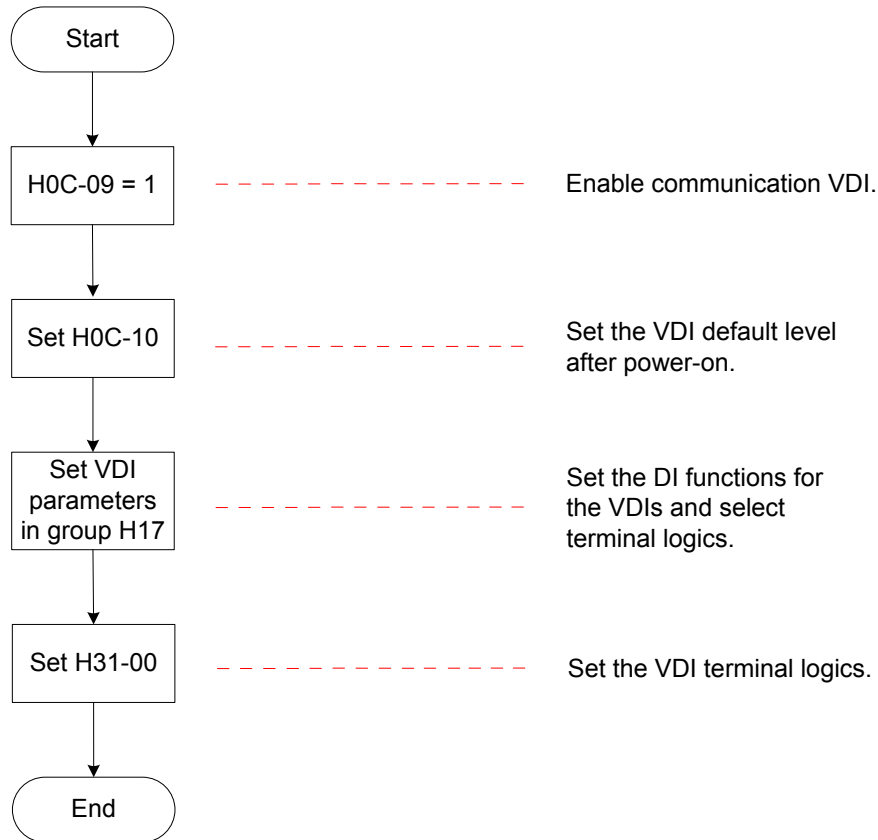 Start
H0C-09 = 1
Enable communication VDI.
Set H0C-10
Set the VDI default level
after power-on.
Set VDI
parameters
in group H17
Set the DI functions for
the VDIs and select
terminal logics.
Set H31-00
Set the VDI terminal logics.
End